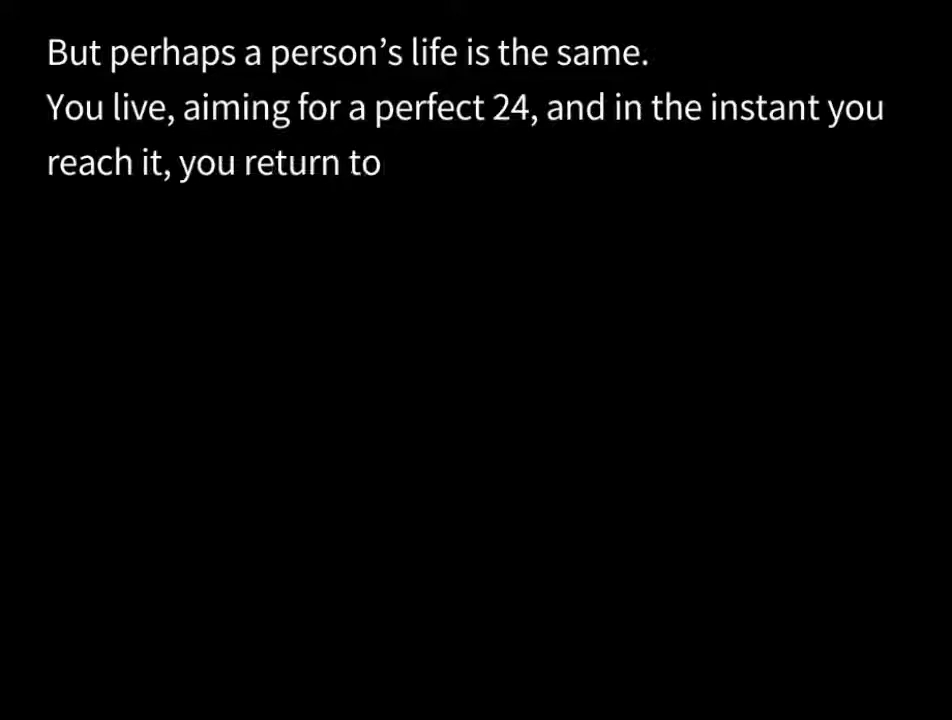 But perhaps a person’s life is the same.
You live, aiming for a perfect 24, and in the instant you
reach it, you return to